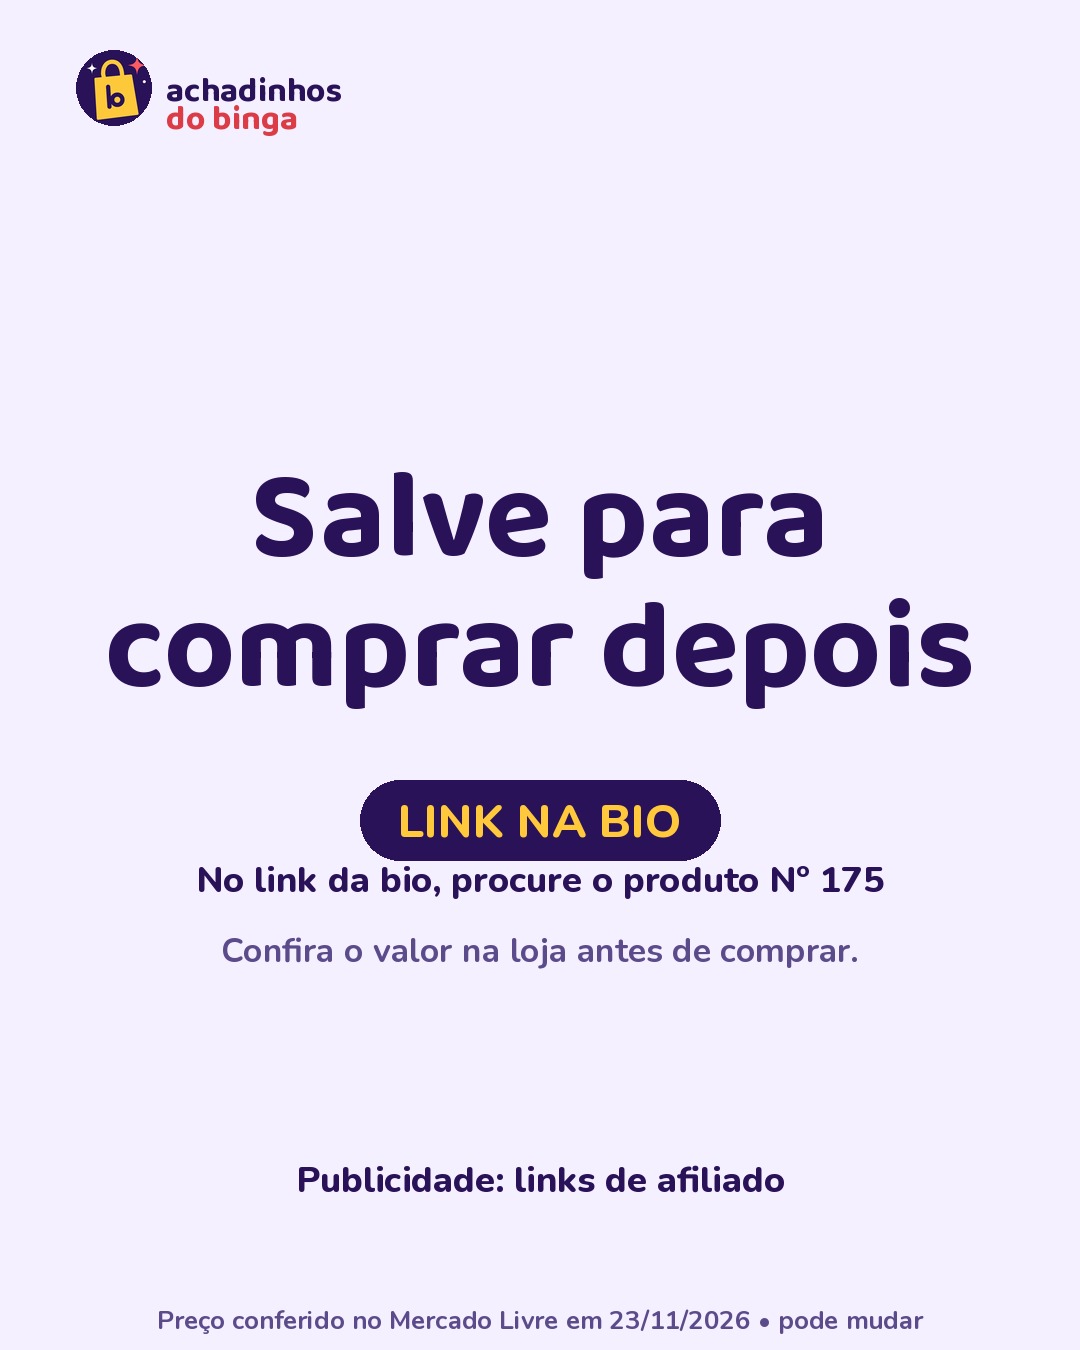 b
achadinhos
do binga
Salve para
comprar depois
LINK NA BIO
No link da bio, procure o produto Nº 175
Confira o valor na loja antes de comprar.
Publicidade: links de afiliado
Preço conferido no Mercado Livre em 23/11/2026 • pode mudar